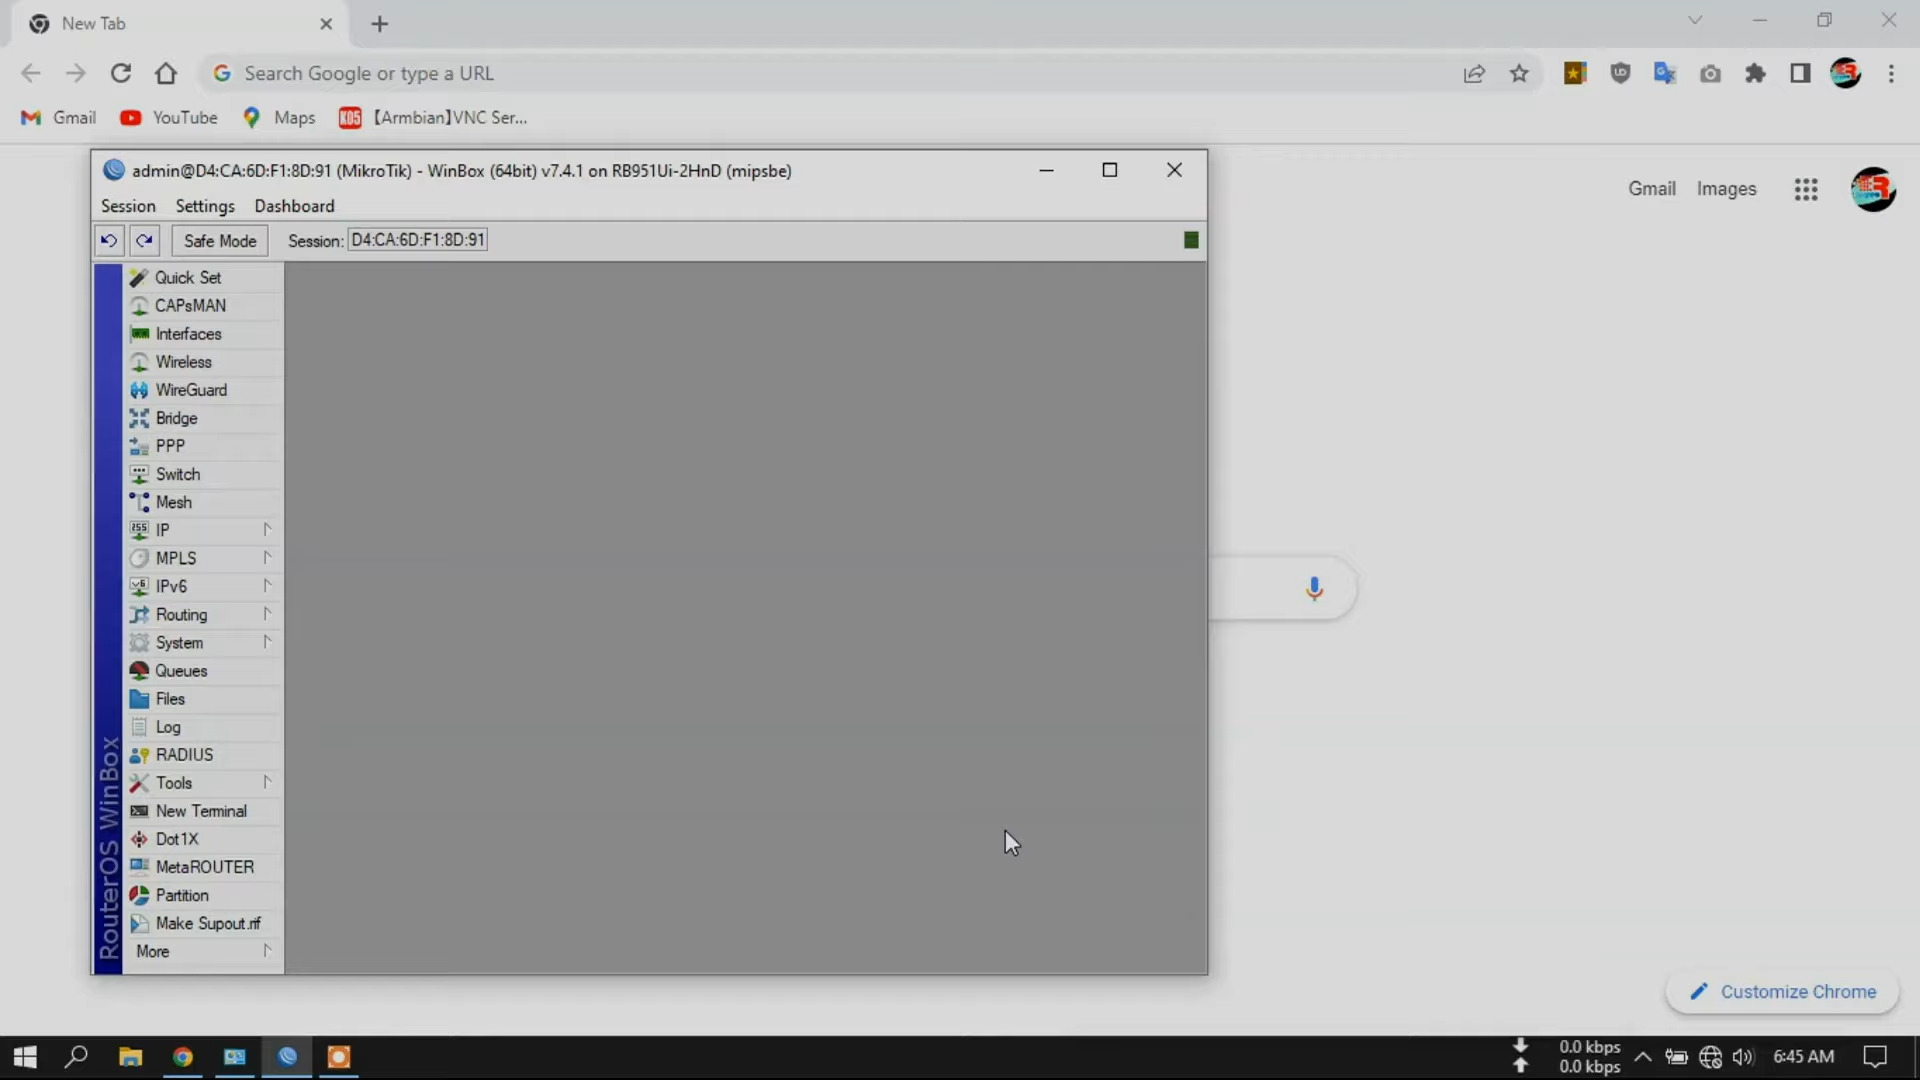 New Tab
Search Google or type a URL
Gmail YouTube Maps K05 【Armbian】VNC Ser...
admin@D4:CA:6D:F1:8D:91 (MikroTik) - WinBox (64bit) v7.4.1 on RB951Ui-2HnD (mipsbe)
Gmail Images
Session Settings Dashboard
Safe Mode Session: D4:CA:6D:F1:8D:91
Quick Set
CAPsMAN
Interfaces
Wireless
WireGuard
Bridge
PPP
Switch
Mesh
IP
MPLS
IPv6
Routing
System
Queues
Files
Log
RADIUS
Tools
New Terminal
Dot1X
MetaROUTER
Partition
Make Supout.rif
More
RouterOS WinBox
Customize Chrome
0.0 kbps
0.0 kbps
6:45 AM